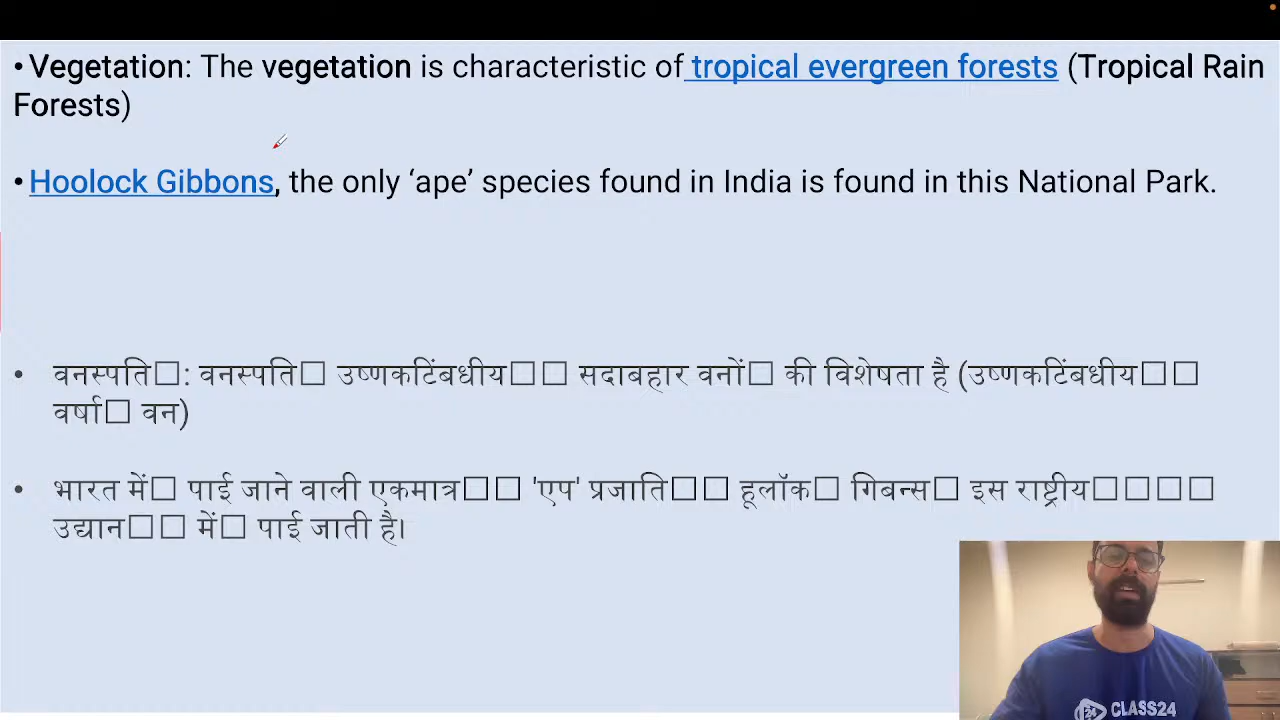 •Vegetation: The vegetation is characteristic of tropical evergreen forests (Tropical Rain
Forests)
•Hoolock Gibbons, the only ‘ape’ species found in India is found in this National Park.
• वनस्पति□: वनस्पति□ उष्णकटिंबधीय□□ सदाबहार वनों□ की विशेषता है (उष्णकटिंबधीय□□
वर्षा□ वन)
• भारत में□ पाई जाने वाली एकमात्र□□ 'एप' प्रजाति□□ हूलॉक□ गिबन्स□ इस राष्ट्रीय□□□□
उद्यान□□ में□ पाई जाती है।
24 CLASS24